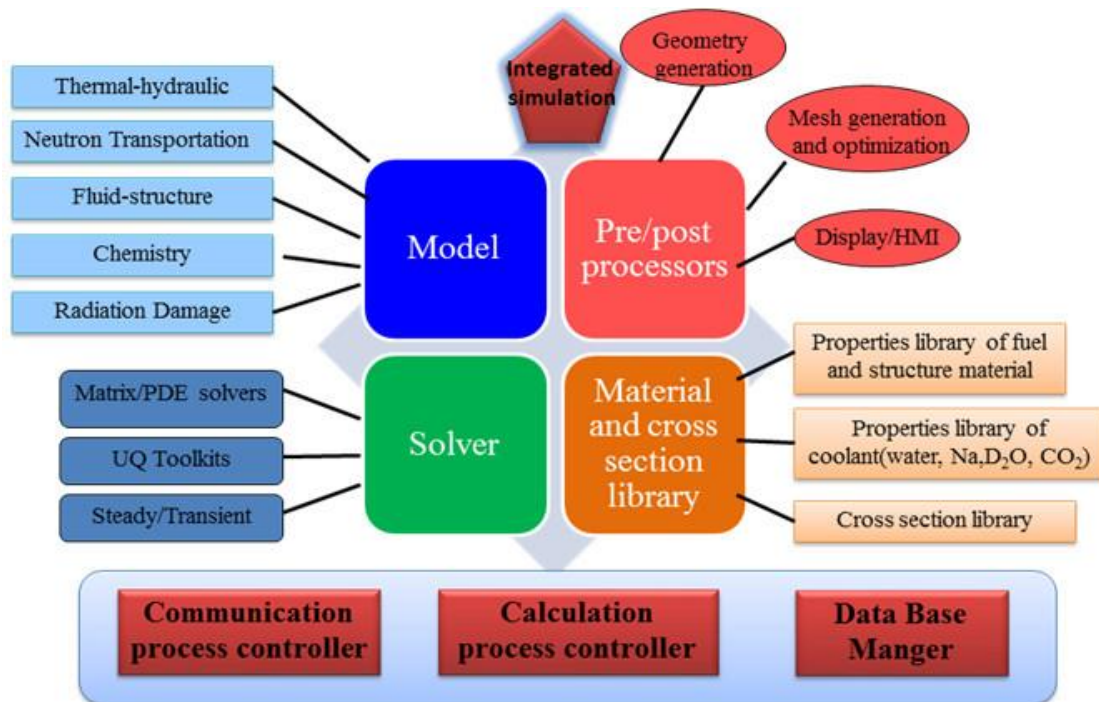 Integrated
simulation
Geometry
generation
Thermal-hydraulic
Neutron Transportation
Fluid-structure
Chemistry
Radiation Damage
Mesh generation
and optimization
Display/HMI
Model
Pre/post
processors
Matrix/PDE solvers
UQ Toolkits
Steady/Transient
Solver
Material
and cross
section
library
Properties library of fuel
and structure material
Properties library of
coolant(water, Na,D₂O, CO₂)
Cross section library
Communication
process controller
Calculation
process controller
Data Base
Manger